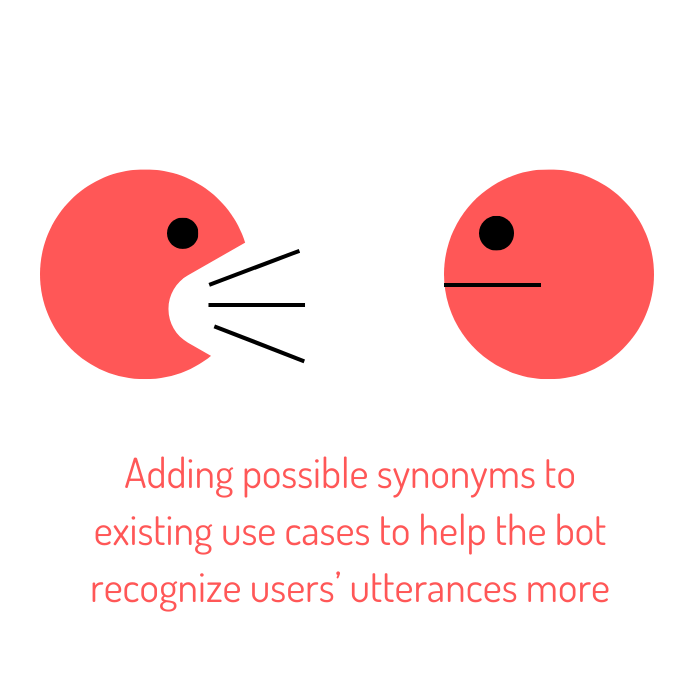 Adding possible synonyms to
existing use cases to help the bot
recognize users’ utterances more